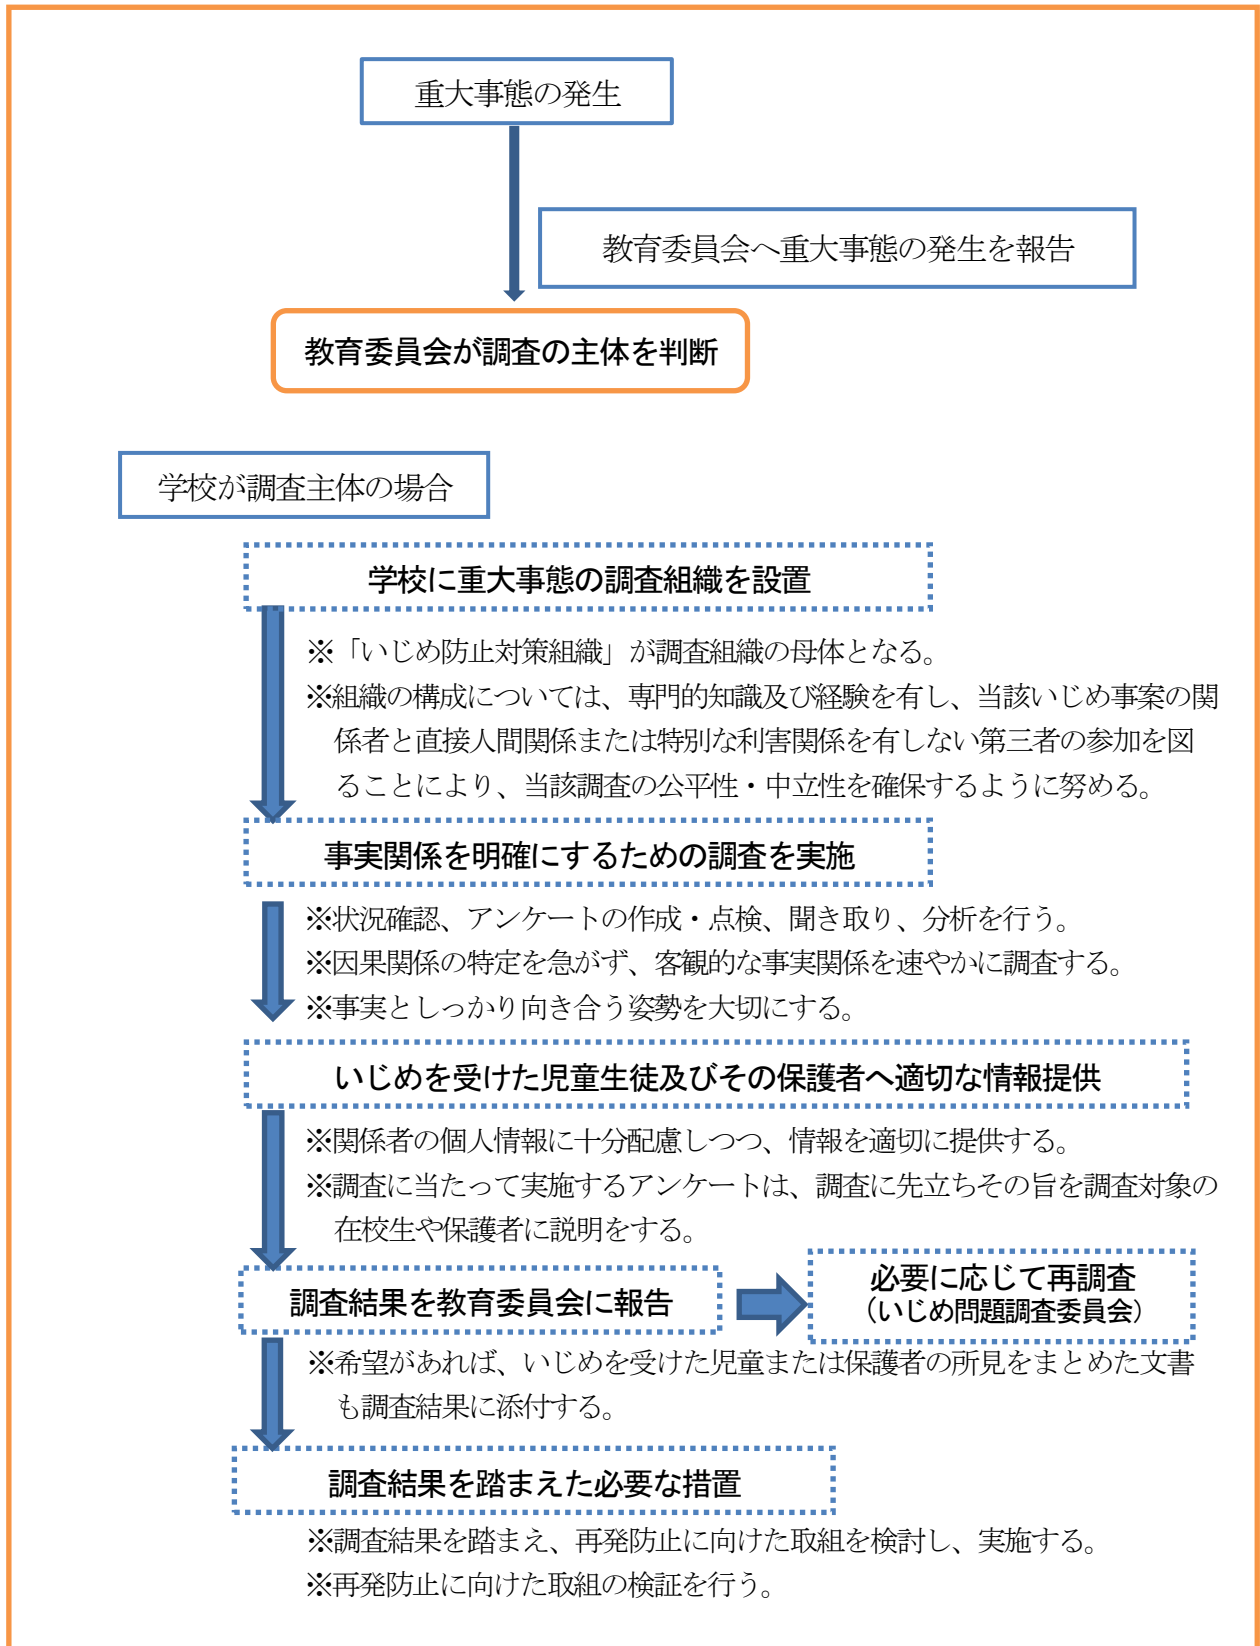 重大事態の発生
教育委員会へ重大事態の発生を報告
教育委員会が調査の主体を判断
学校が調査主体の場合
学校に重大事態の調査組織を設置
※「いじめ防止対策組織」が調査組織の母体となる。
※組織の構成については、専門的知識及び経験を有し、当該いじめ事案の関
係者と直接人間関係または特別な利害関係を有しない第三者の参加を図
ることにより、当該調査の公平性・中立性を確保するように努める。
事実関係を明確にするための調査を実施
※状況確認、アンケートの作成・点検、聞き取り、分析を行う。
※因果関係の特定を急がず、客観的な事実関係を速やかに調査する。
※事実としっかり向き合う姿勢を大切にする。
いじめを受けた児童生徒及びその保護者へ適切な情報提供
※関係者の個人情報に十分配慮しつつ、情報を適切に提供する。
※調査に当たって実施するアンケートは、調査に先立ちその旨を調査対象の
在校生や保護者に説明をする。
調査結果を教育委員会に報告
必要に応じて再調査
（いじめ問題調査委員会）
※希望があれば、いじめを受けた児童または保護者の所見をまとめた文書
も調査結果に添付する。
調査結果を踏まえた必要な措置
※調査結果を踏まえ、再発防止に向けた取組を検討し、実施する。
※再発防止に向けた取組の検証を行う。